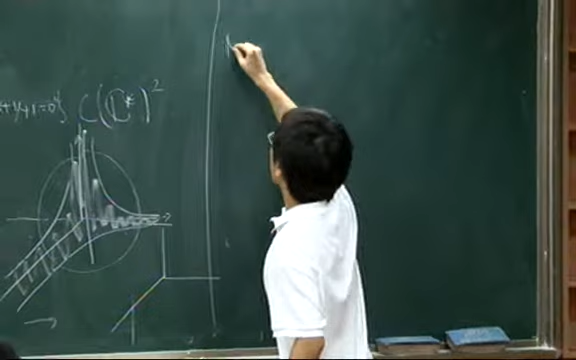 x+y+1=0} ⊂ (ℂ*)²